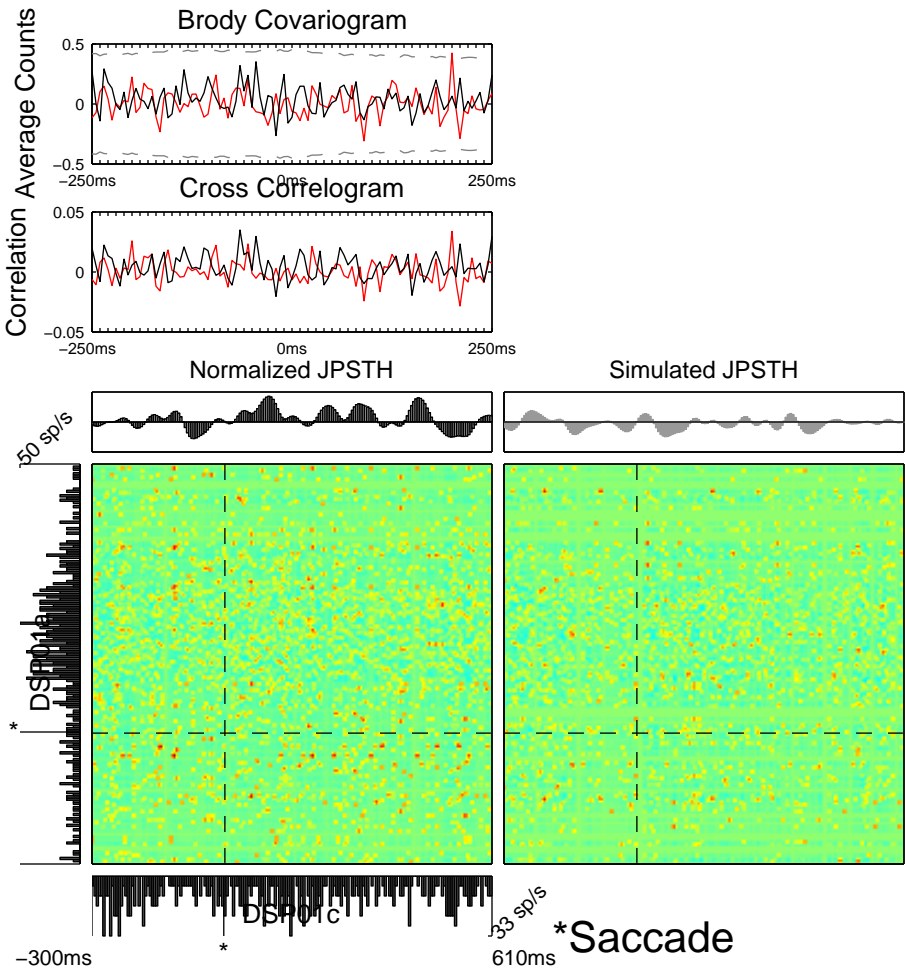 Brody Covariogram
Average Counts
0.5
0
−0.5
−250ms
0ms
250ms
Cross Correlogram
Correlation
0.05
0
−0.05
−250ms
0ms
250ms
Normalized JPSTH
Simulated JPSTH
50 sp/s
DSP01a
*
DSP01c
33 sp/s
*
*Saccade
−300ms
610ms